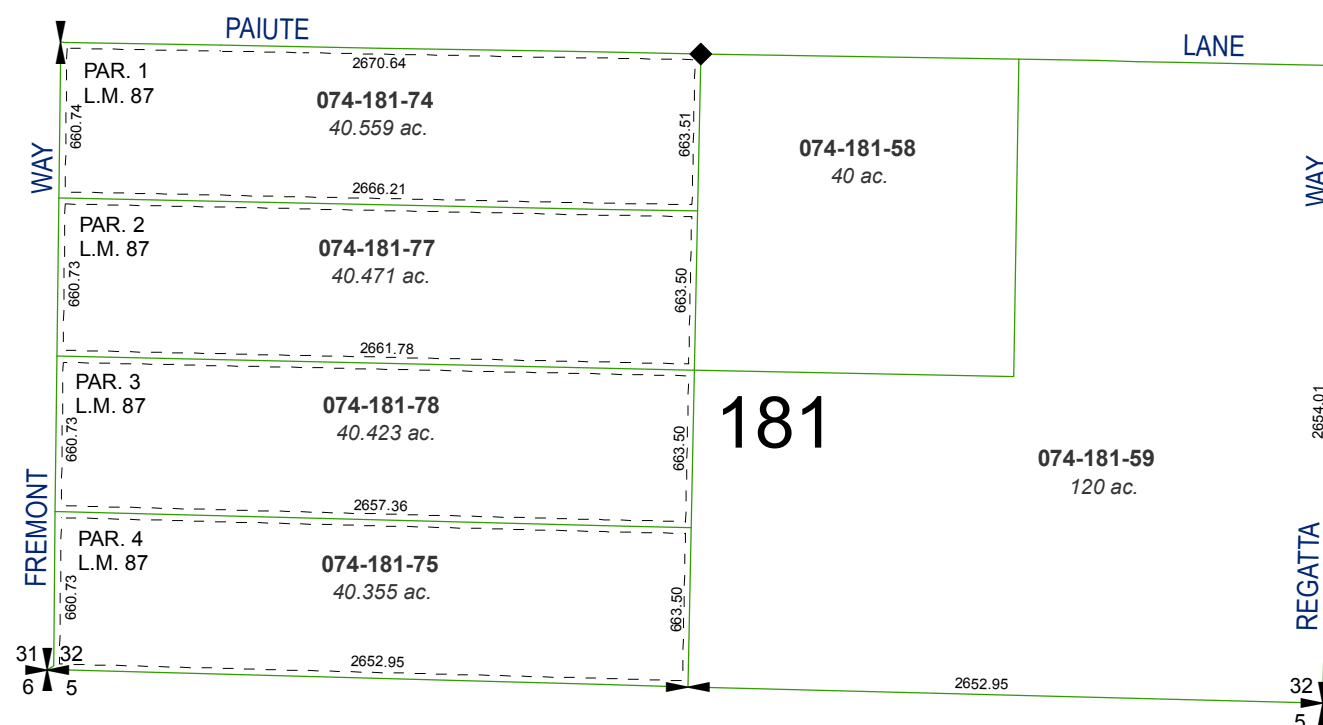 PAIUTE
LANE
2670.64
PAR. 1
L.M. 87
074-181-74
40.559 ac.
660.74
663.51
WAY
2666.21
074-181-58
40 ac.
WAY
PAR. 2
L.M. 87
074-181-77
40.471 ac.
660.73
663.50
2661.78
PAR. 3
L.M. 87
074-181-78
40.423 ac.
660.73
663.50
181
2654.01
074-181-59
120 ac.
2657.36
FREMONT
PAR. 4
L.M. 87
074-181-75
40.355 ac.
660.73
663.50
REGATTA
31 32
6 5
2652.95
2652.95
32
5